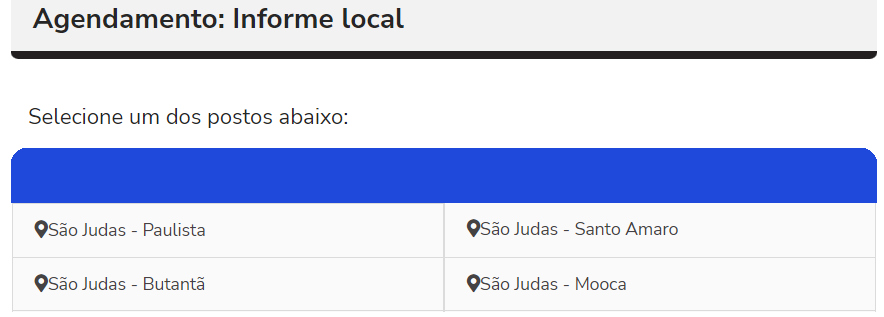 Agendamento: Informe local
Selecione um dos postos abaixo:
São Judas - Paulista
São Judas - Santo Amaro
São Judas - Butantã
São Judas - Mooca